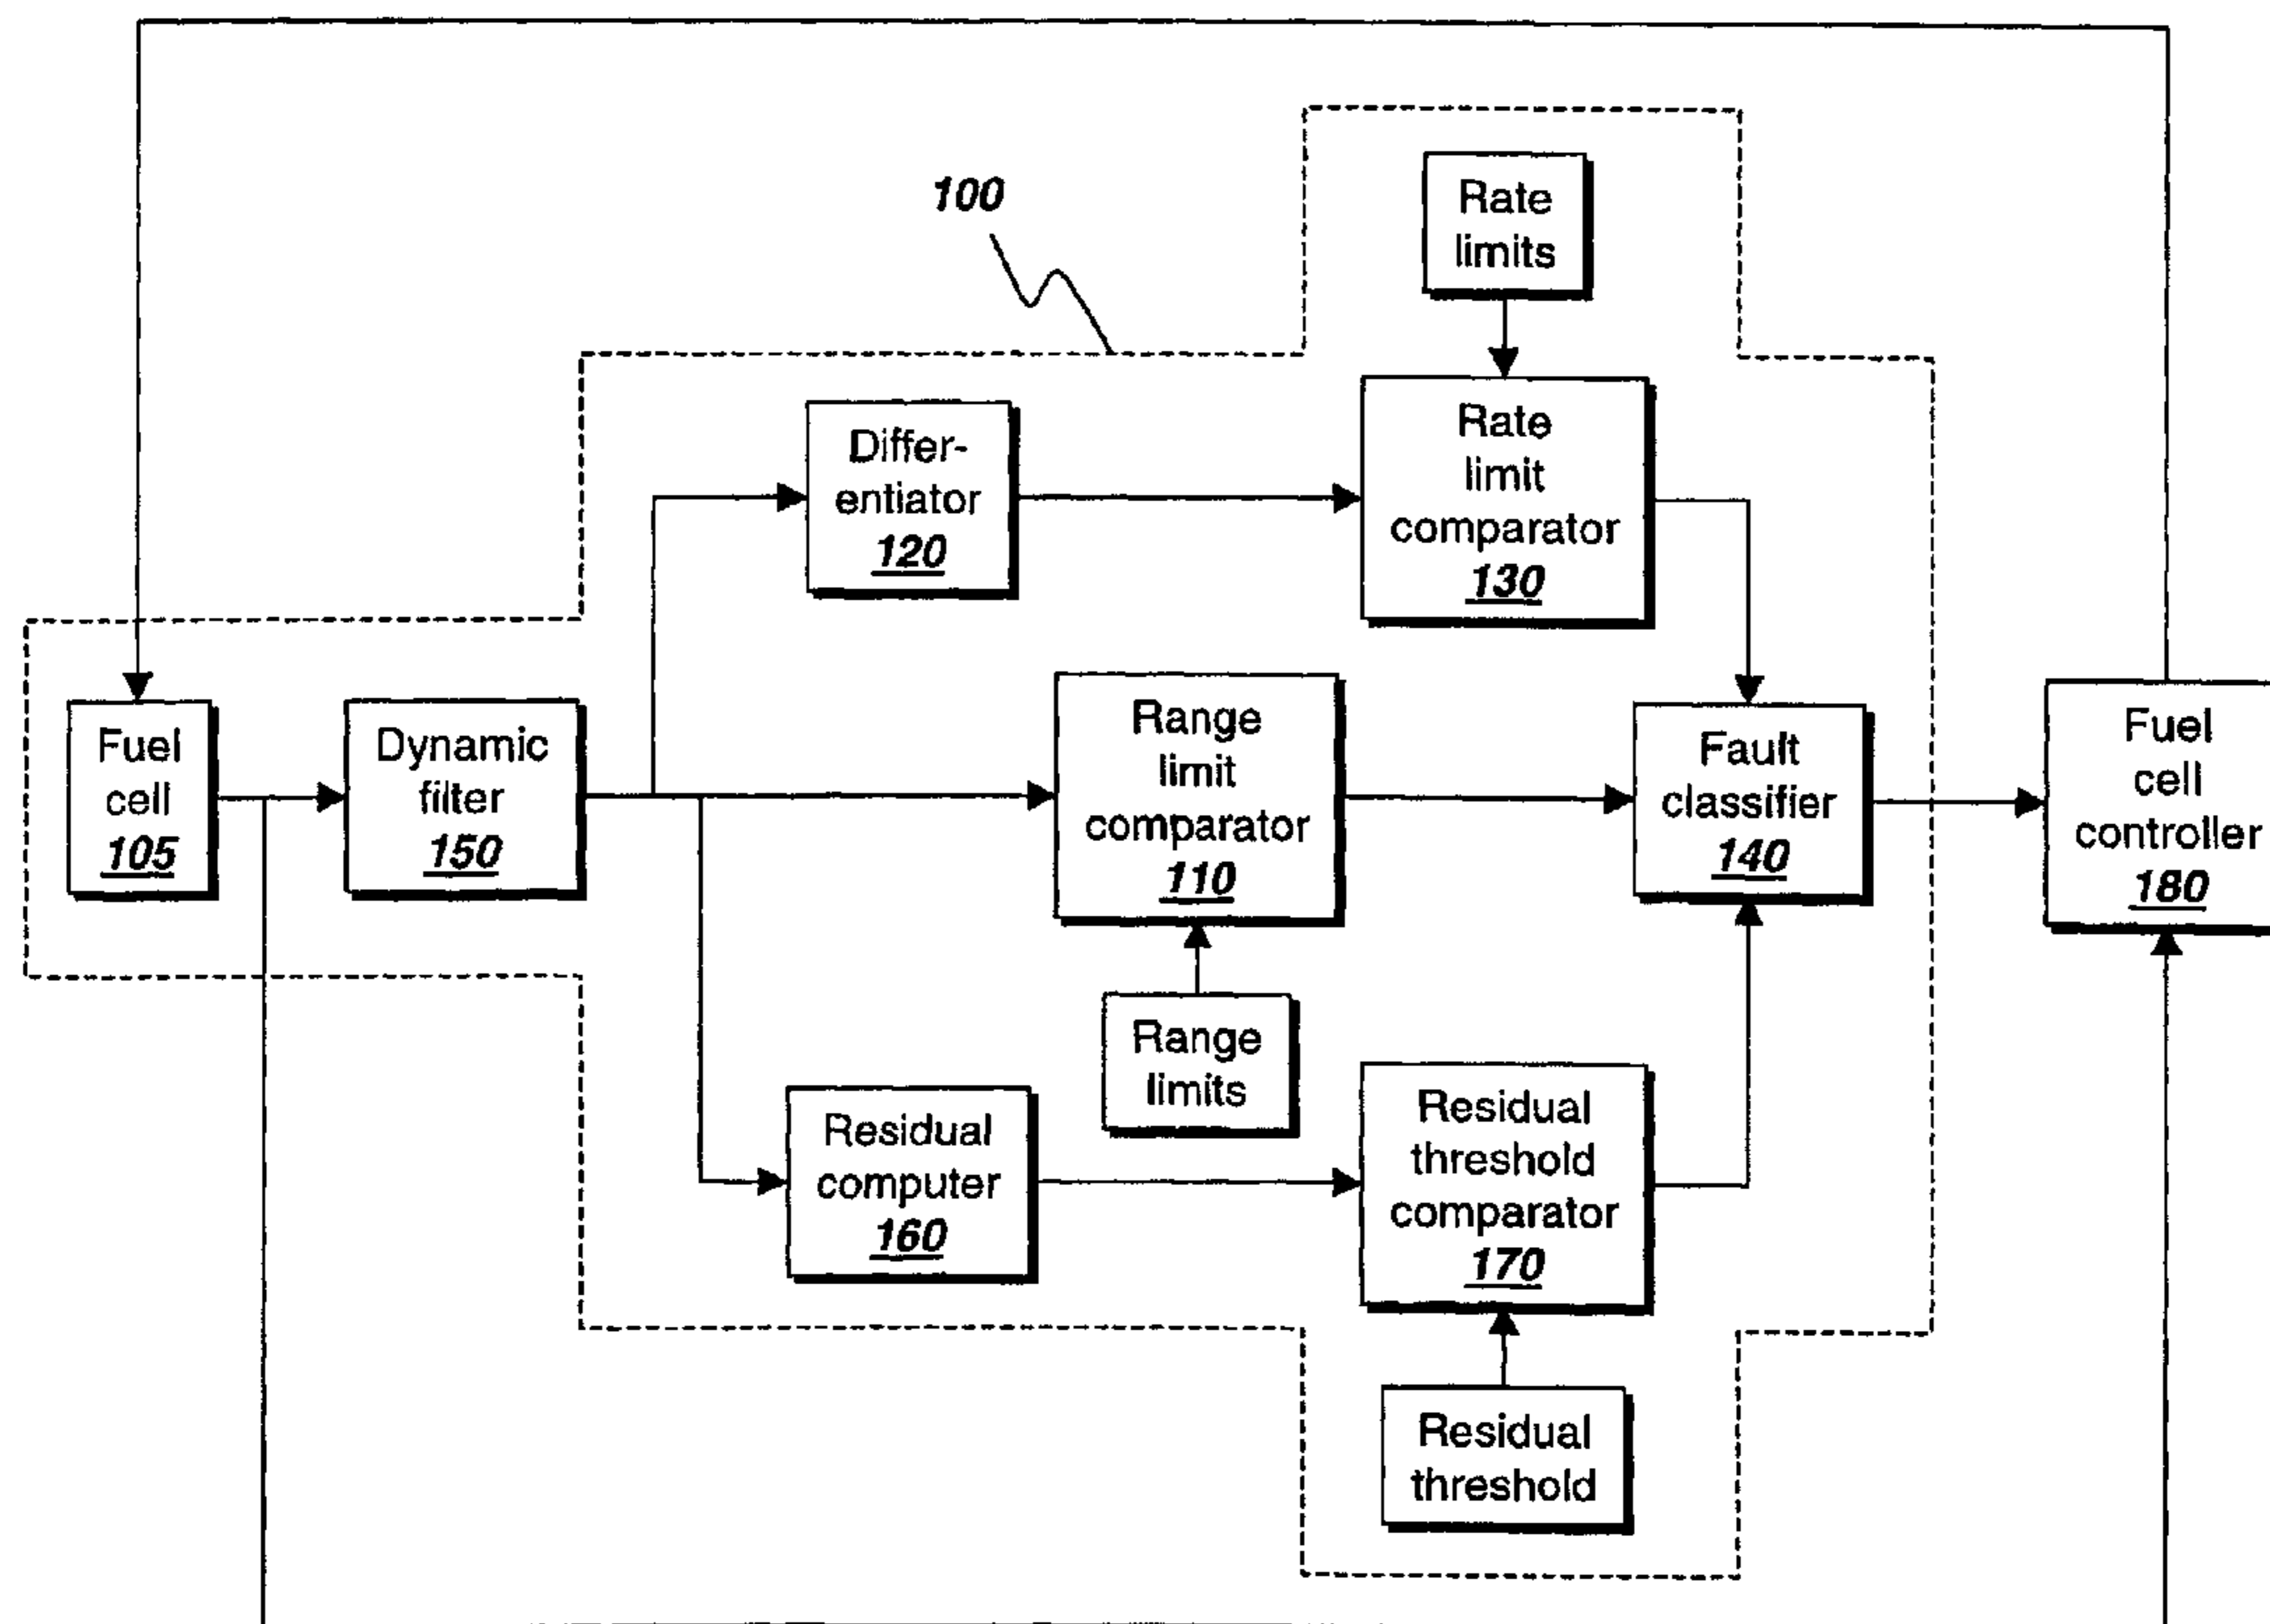 100
Rate
limits
Differ-
entiator
120
Rate
limit
comparator
130
Fuel
cell
105
Dynamic
filter
150
Range
limit
comparator
110
Fault
classifier
140
Fuel
cell
controller
180
Range
limits
Residual
computer
160
Residual
threshold
comparator
170
Residual
threshold